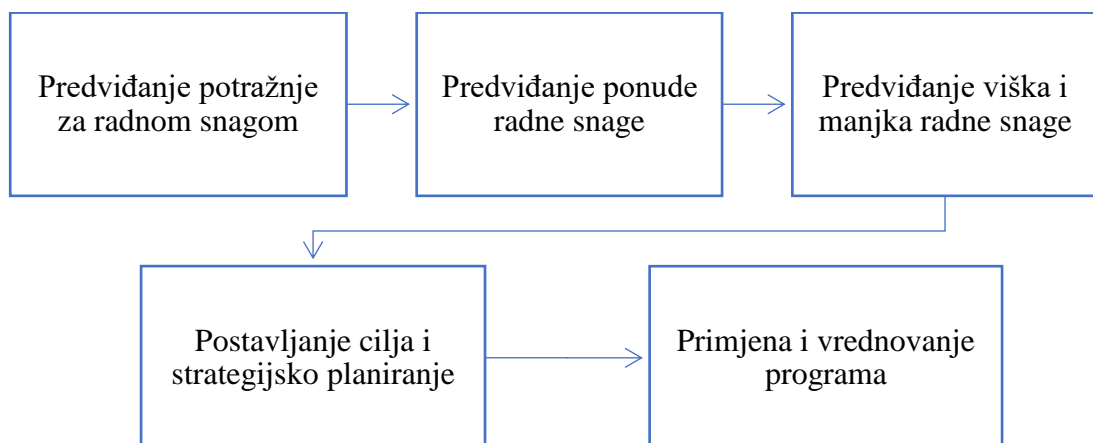 Predviđanje potražnje
za radnom snagom
Predviđanje ponude
radne snage
Predviđanje viška i
manjka radne snage
Postavljanje cilja i
strategijsko planiranje
Primjena i vrednovanje
programa